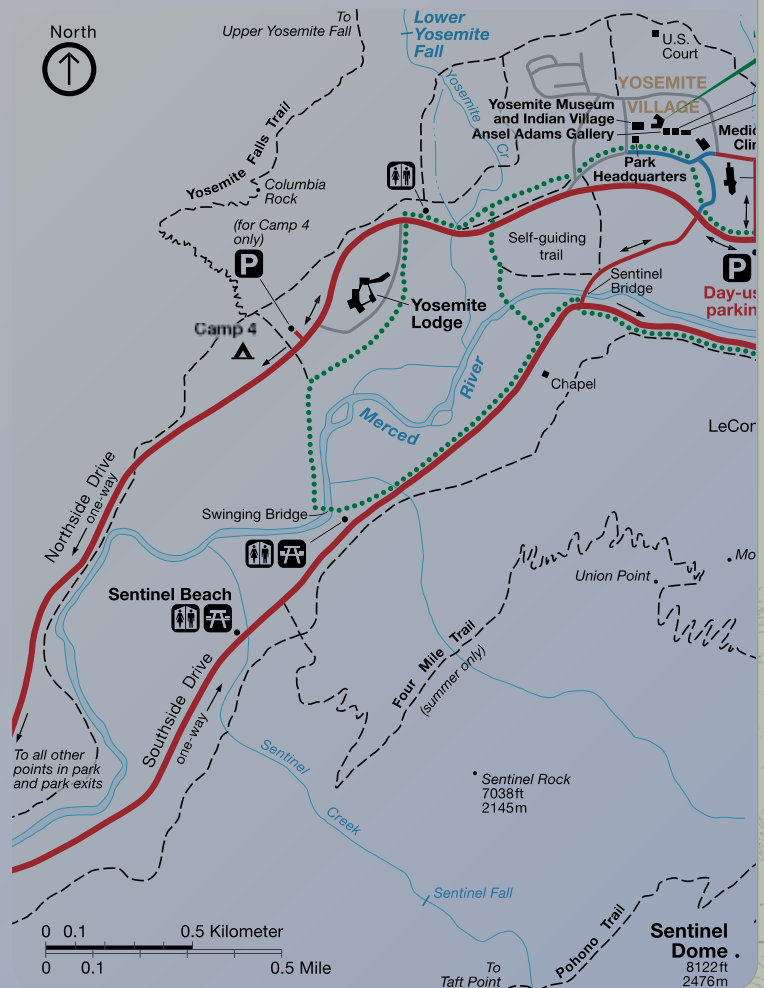 North
To
Upper Yosemite Fall
Lower
Yosemite
Fall
U.S.
Court
YOSEMITE
VILLAGE
Yosemite Museum
and Indian Village
Ansel Adams Gallery
Yosemite Cr
Park
Headquarters
Yosemite Falls Trail
Columbia
Rock
(for Camp 4
only)
P
Self-guiding
trail
Sentinel
Bridge
P
Camp 4
Yosemite
Lodge
Chapel
Merced River
Northside Drive
one-way
Swinging Bridge
Union Point
Sentinel Beach
Four Mile Trail
(summer only)
Southside Drive
one-way
To all other
points in park
and park exits
Sentinel Creek
Sentinel Rock
7038ft
2145m
Sentinel Fall
Pohono Trail
Sentinel
Dome
8122ft
2476m
To
Taft Point
0 0.1 0.5 Kilometer
0 0.1 0.5 Mile